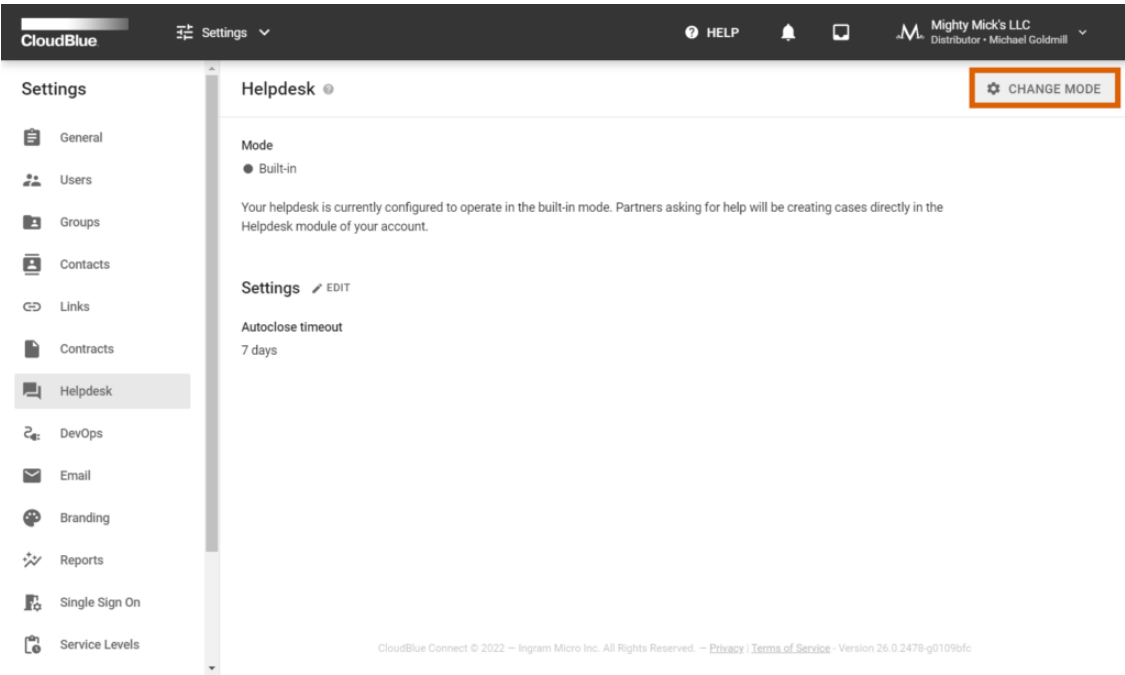 CloudBlue
Settings
HELP
Mighty Mick's LLC
Distributor • Michael Goldmill
Settings
General
Users
Groups
Contacts
Links
Contracts
Helpdesk
DevOps
Email
Branding
Reports
Single Sign On
Service Levels
Helpdesk
CHANGE MODE
Mode
Built-in
Your helpdesk is currently configured to operate in the built-in mode. Partners asking for help will be creating cases directly in the
Helpdesk module of your account.
Settings EDIT
Autoclose timeout
7 days
CloudBlue Connect © 2022 — Ingram Micro Inc. All Rights Reserved. — Privacy | Terms of Service - Version 26.0.2478-g0109bfc